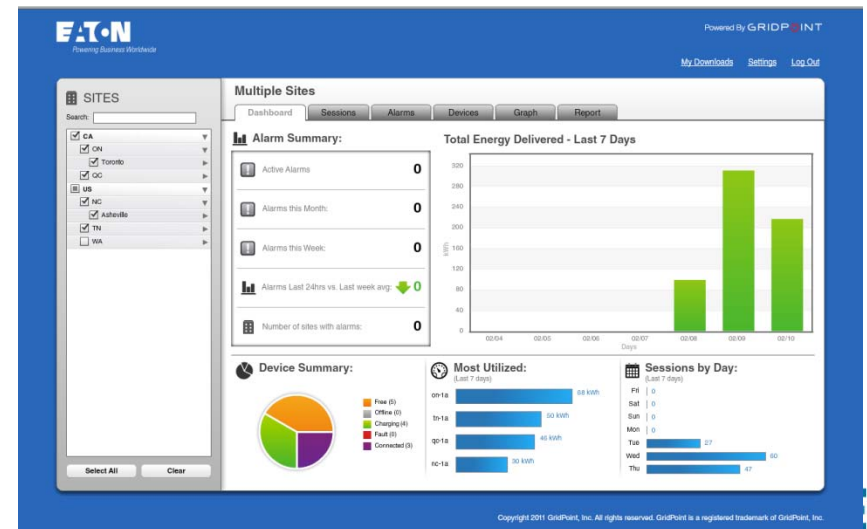 EATON
Powering Business Worldwide
Powered By GRIDPOINT
My Downloads Settings Log Out
SITES
Search:
CA
ON
Toronto
QC
US
NC
Asheville
TN
WA
Select All Clear
Multiple Sites
Dashboard Sessions Alarms Devices Graph Report
Alarm Summary:
Active Alarms 0
Alarms this Month: 0
Alarms this Week: 0
Alarms Last 24hrs vs. Last week avg: 0
Number of sites with alarms: 0
Total Energy Delivered - Last 7 Days
320
280
240
200
160
120
80
40
0
kWh
02/04 02/05 02/06 02/07 02/08 02/09 02/10
Days
Device Summary:
Free (5)
Offline (0)
Charging (4)
Fault (0)
Connected (3)
Most Utilized:
(Last 7 days)
on-1a 68 kWh
tn-1a 50 kWh
qc-1a 46 kWh
nc-1a 30 kWh
Sessions by Day:
(Last 7 days)
Fri 0
Sat 0
Sun 0
Mon 0
Tue 27
Wed 60
Thu 47
Copyright 2011 GridPoint, Inc. All rights reserved. GridPoint is a registered trademark of GridPoint, Inc.